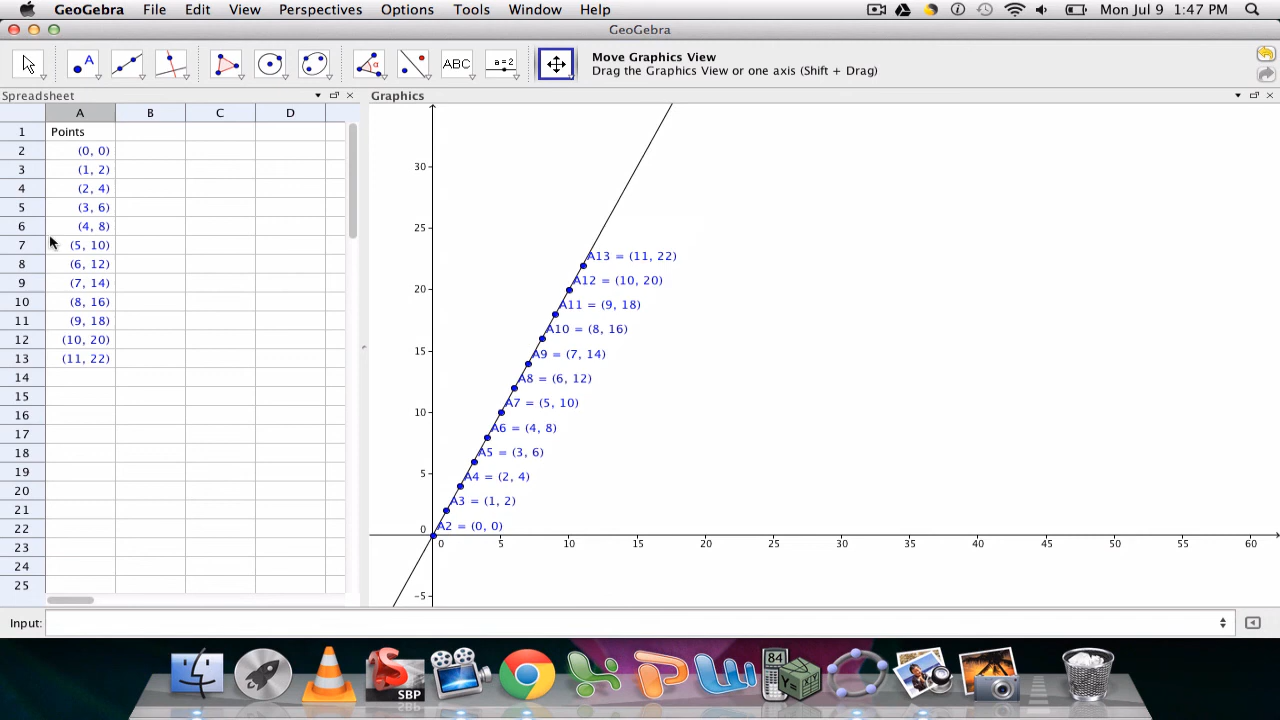 GeoGebra File Edit View Perspectives Options Tools Window Help Mon Jul 9 1:47 PM
GeoGebra
A ABC a=2 Move Graphics View
Drag the Graphics View or one axis (Shift + Drag)
Spreadsheet Graphics
A B C D
1 Points
2 (0, 0)
3 (1, 2)
4 (2, 4)
5 (3, 6)
6 (4, 8)
7 (5, 10)
8 (6, 12)
9 (7, 14)
10 (8, 16)
11 (9, 18)
12 (10, 20)
13 (11, 22)
14
15
16
17
18
19
20
21
22
23
24
25
30
25
20
15
10
5
0
-5
A13 = (11, 22)
A12 = (10, 20)
A11 = (9, 18)
A10 = (8, 16)
A9 = (7, 14)
A8 = (6, 12)
A7 = (5, 10)
A6 = (4, 8)
A5 = (3, 6)
A4 = (2, 4)
A3 = (1, 2)
A2 = (0, 0)
0 5 10 15 20 25 30 35 40 45 50 55 60
Input:
S SBP 84 Y=